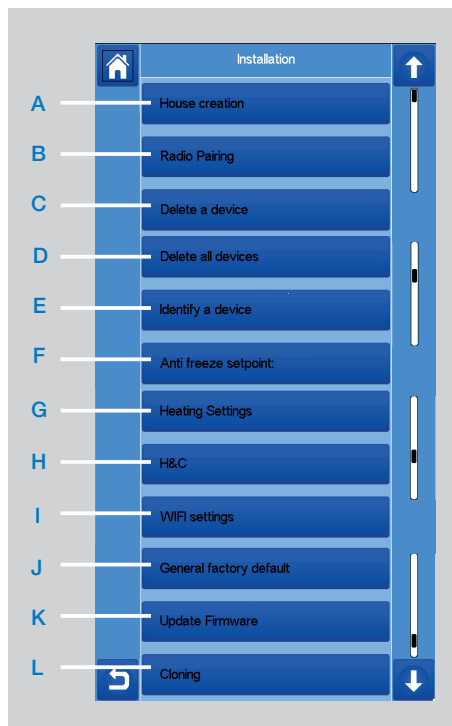 Installation
A House creation
B Radio Pairing
C Delete a device
D Delete all devices
E Identify a device
F Anti freeze setpoint:
G Heating Settings
H H&C
I WIFI settings
J General factory default
K Update Firmware
L Cloning